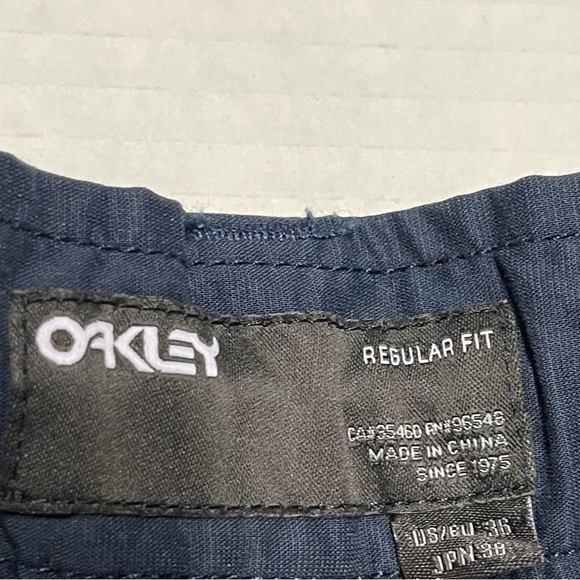 OAKLEY
REGULAR FIT
CA#35460 RN#96548
MADE IN CHINA
SINCE 1975
US/EU 36
JPN 38